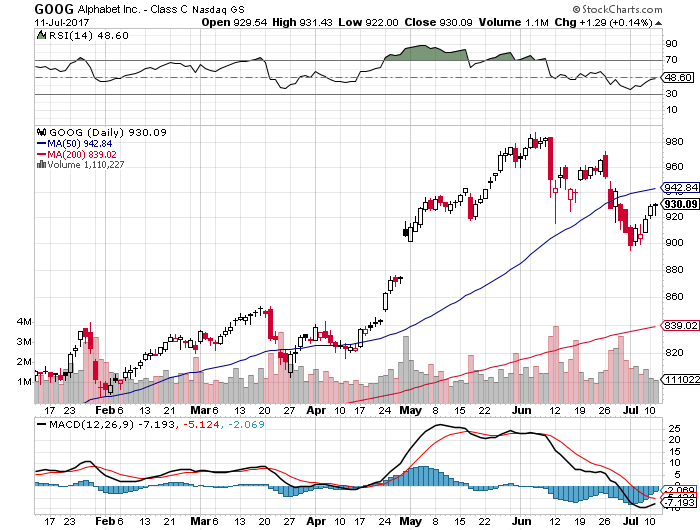 GOOG Alphabet Inc. - Class C Nasdaq GS © StockCharts.com
11-Jul-2017 Open 929.54 High 931.43 Low 922.00 Close 930.09 Volume 1.1M Chg +1.29 (+0.14%)
RSI(14) 48.60
90
70
48.60
30
10
GOOG (Daily) 930.09
MA(50) 942.84
MA(200) 839.02
Volume 1,110,227
980
960
942.84
930.09
920
900
880
860
4M
839.02
3M
820
2M
1M
111022
17 23 Feb 6 13 21 27 Mar 6 13 20 27 Apr 10 17 24 May 8 15 22 Jun 12 19 26 Jul 10
MACD(12,26,9) -7.193, -5.124, -2.069
25
20
15
10
5
0
-2.069
-7.193
17 23 Feb 6 13 21 27 Mar 6 13 20 27 Apr 10 17 24 May 8 15 22 Jun 12 19 26 Jul 10